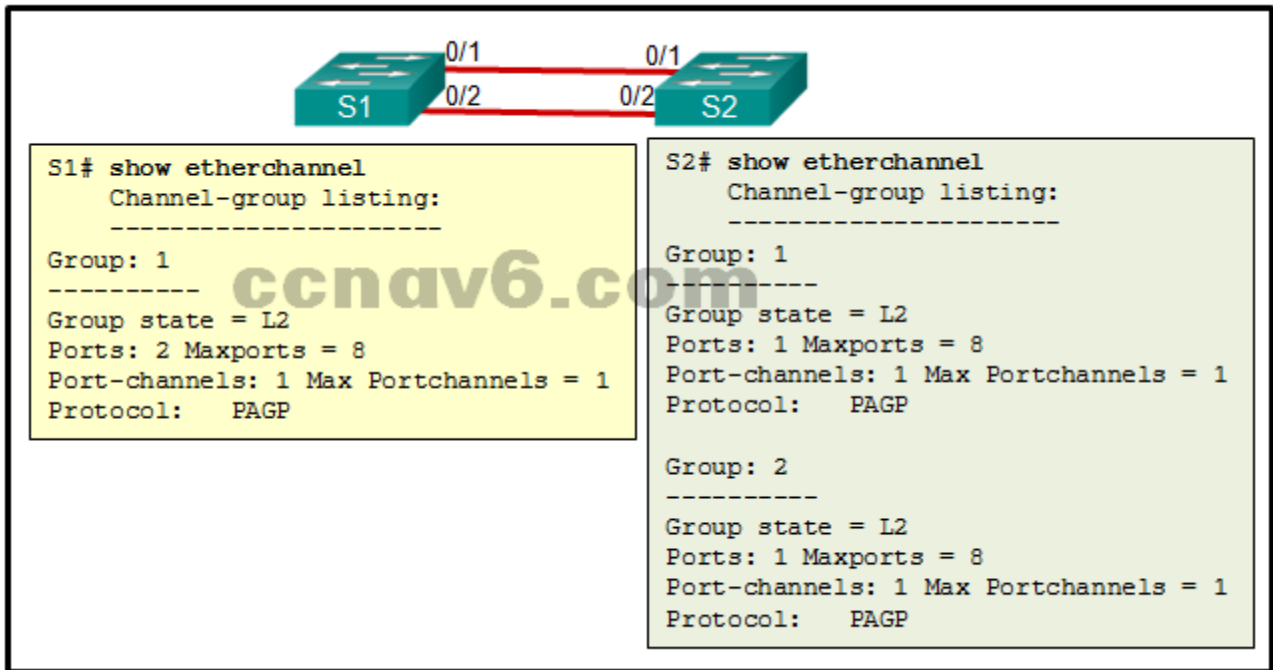 0/1 0/1
0/2 0/2
S1 S2
S1# show etherchannel
Channel-group listing:
----------------------
Group: 1
----------
Group state = L2
Ports: 2 Maxports = 8
Port-channels: 1 Max Portchannels = 1
Protocol: PAGP
S2# show etherchannel
Channel-group listing:
----------------------
Group: 1
----------
Group state = L2
Ports: 1 Maxports = 8
Port-channels: 1 Max Portchannels = 1
Protocol: PAGP
Group: 2
----------
Group state = L2
Ports: 1 Maxports = 8
Port-channels: 1 Max Portchannels = 1
Protocol: PAGP
ccnav6.com